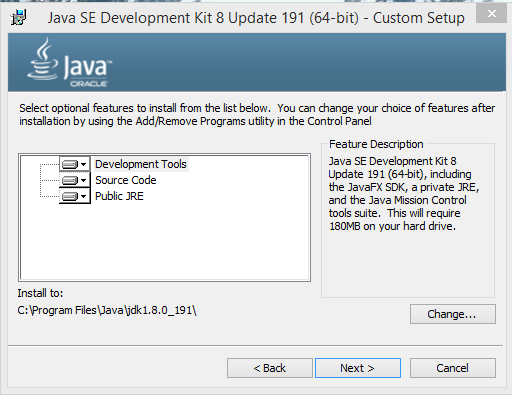 Java SE Development Kit 8 Update 191 (64-bit) - Custom Setup
Java
ORACLE
Select optional features to install from the list below. You can change your choice of features after
installation by using the Add/Remove Programs utility in the Control Panel
Development Tools
Source Code
Public JRE
Feature Description
Java SE Development Kit 8
Update 191 (64-bit), including
the JavaFX SDK, a private JRE,
and the Java Mission Control
tools suite. This will require
180MB on your hard drive.
Install to:
C:\Program Files\Java\jdk1.8.0_191\
Change...
< Back
Next >
Cancel